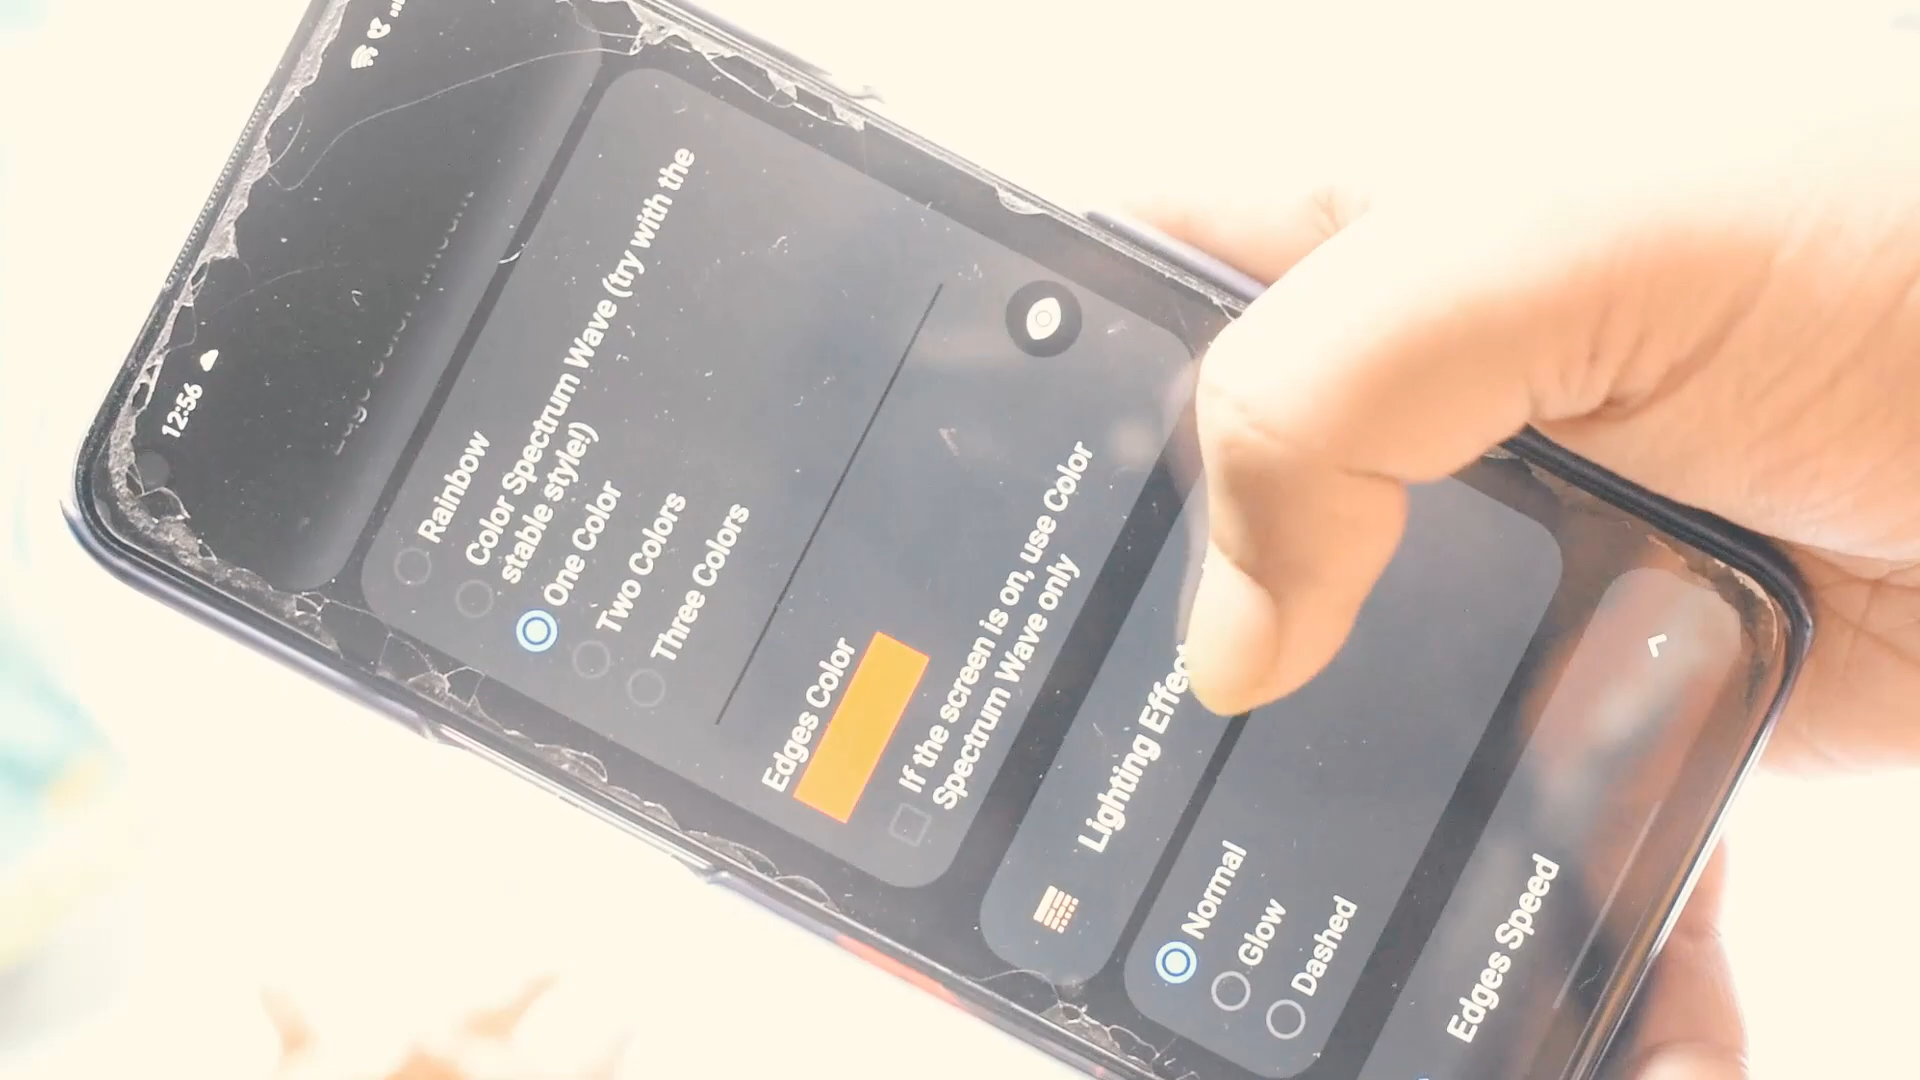 12:56
Rainbow
Color Spectrum Wave (try with the
stable style!)
One Color
Two Colors
Three Colors
Edges Color
If the screen is on, use Color
Spectrum Wave only
Lighting Effect
Normal
Glow
Dashed
Edges Speed